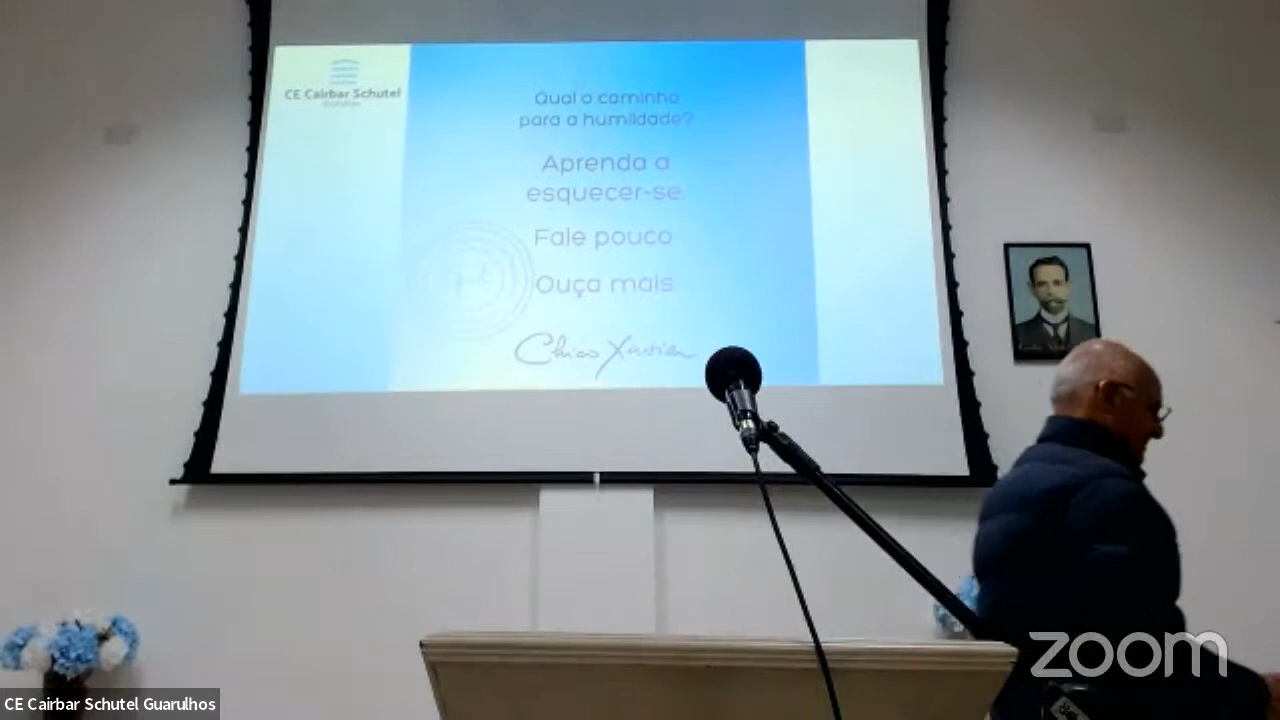 CE Cairbar Schutel
Guarulhos
Qual o caminho
para a humildade?
Aprenda a
esquecer-se.
Fale pouco
Ouça mais
Chico Xavier
zoom
CE Cairbar Schutel Guarulhos